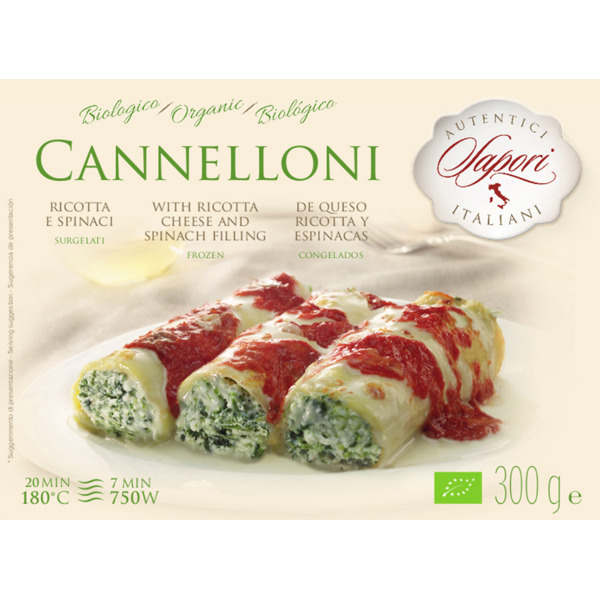 Biologico/Organic/Biológico
CANNELLONI
AUTENTICI
Sapori
ITALIANI
RICOTTA
E SPINACI
SURGELATI
WITH RICOTTA
CHEESE AND
SPINACH FILLING
FROZEN
DE QUESO
RICOTTA Y
ESPINACAS
CONGELADOS
* Suggerimento di presentazione - Serving suggestion - Sugerencia de presentación
20 MIN
180°C
7 MIN
750W
300 g e